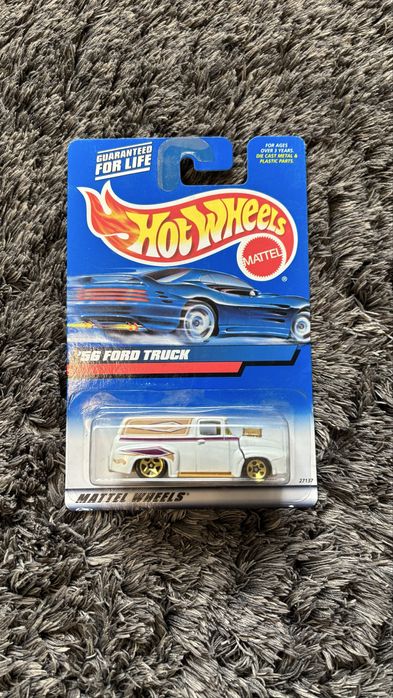 GUARANTEED
FOR LIFE
FOR AGES
OVER 3 YEARS.
DIE CAST METAL &
PLASTIC PARTS.
HOT WHEELS
MATTEL
®
'56 FORD TRUCK
27137
MATTEL WHEELS